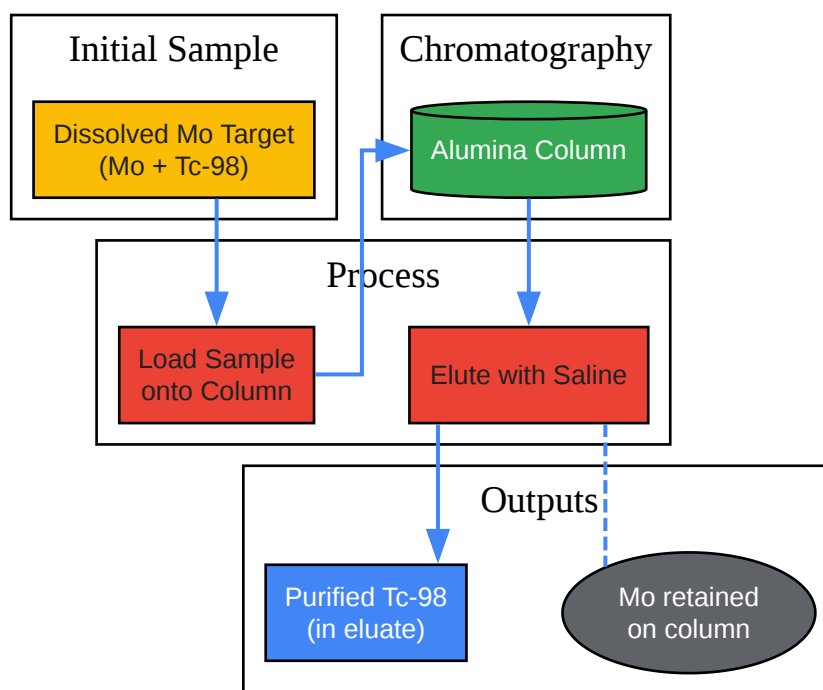 Initial Sample
Dissolved Mo Target
(Mo + Tc-98)
Chromatography
Alumina Column
Process
Load Sample
onto Column
Elute with Saline
Outputs
Purified Tc-98
(in eluate)
Mo retained
on column